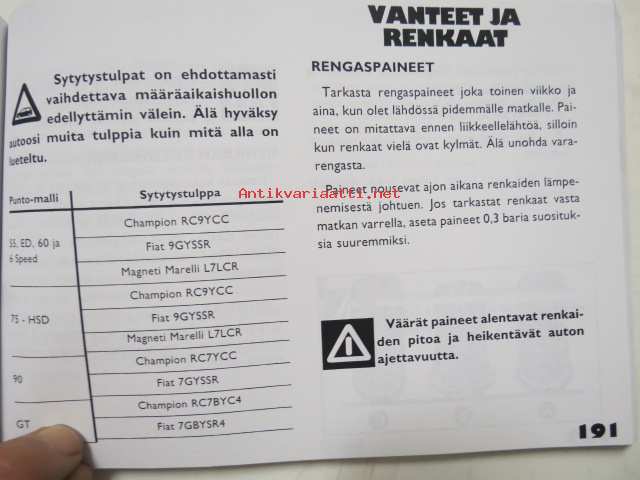 Sytytystulpat on ehdottamasti
vaihdettava määräaikaishuollon
edellyttämin välein. Älä hyväksy
autoosi muita tulppia kuin mitä alla on
lueteltu.
Punto-malli
Sytytystulppa
55, ED, 60 ja
6 Speed
Champion RC9YCC
Fiat 9GYSSR
Magneti Marelli L7LCR
75 - HSD
Champion RC9YCC
Fiat 9GYSSR
Magneti Marelli L7LCR
90
Champion RC7YCC
Fiat 7GYSSR
GT
Champion RC7BYC4
Fiat 7GBYSR4
VANTEET JA
RENKAAT
RENGASPAINEET
Tarkasta rengaspaineet joka toinen viikko ja
aina, kun olet lähdössä pidemmälle matkalle. Pai-
neet on mitattava ennen liikkeellelähtöä, silloin
kun renkaat vielä ovat kylmät. Älä unohda vara-
rengasta.
Paineet nousevat ajon aikana renkaiden lämpe-
nemisestä johtuen. Jos tarkastat renkaat vasta
matkan varrella, aseta paineet 0,3 baria suosituk-
sia suuremmiksi.
Väärät paineet alentavat renkai-
den pitoa ja heikentävät auton
ajettavuutta.
191
Antikvariaatti.net